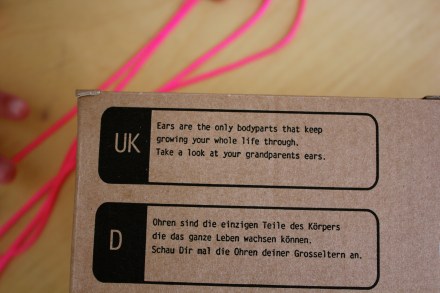 UK
Ears are the only bodyparts that keep
growing your whole life through.
Take a look at your grandparents ears.
D
Ohren sind die einzigen Teile des Körpers
die das ganze Leben wachsen können.
Schau Dir mal die Ohren deiner Grosseltern an.